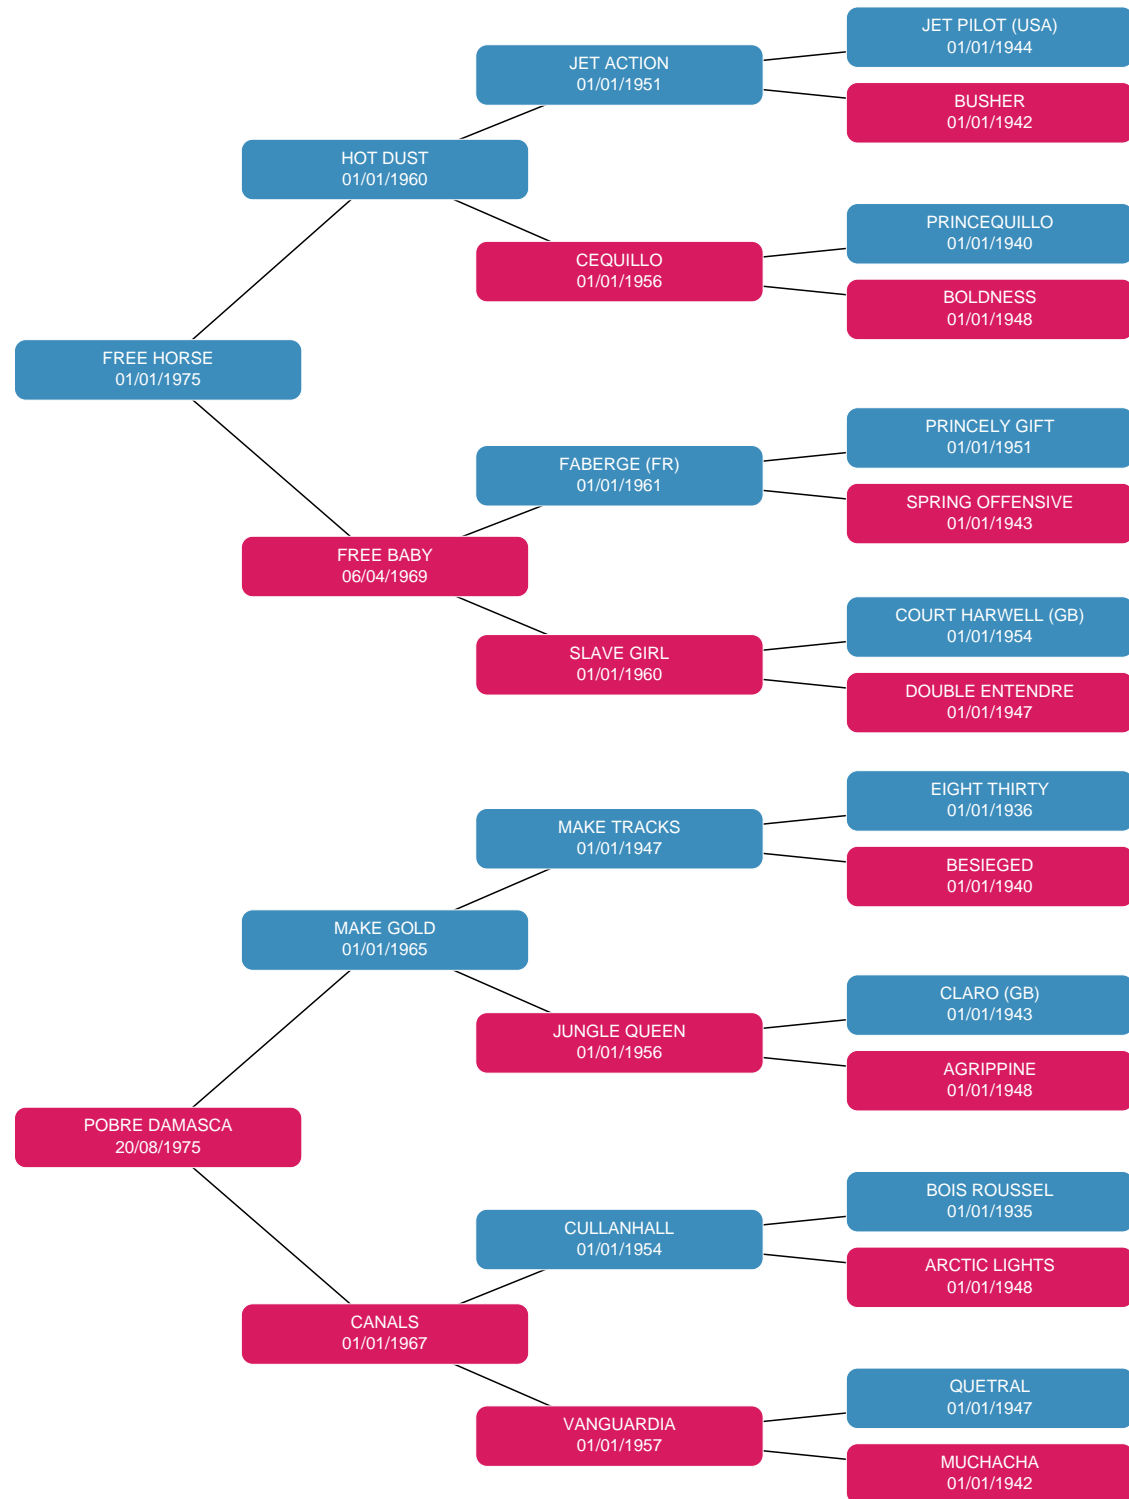 JET PILOT (USA)
01/01/1944
JET ACTION
01/01/1951
BUSHER
01/01/1942
HOT DUST
01/01/1960
PRINCEQUILLO
01/01/1940
CEQUILLO
01/01/1956
BOLDNESS
01/01/1948
FREE HORSE
01/01/1975
PRINCELY GIFT
01/01/1951
FABERGE (FR)
01/01/1961
SPRING OFFENSIVE
01/01/1943
FREE BABY
06/04/1969
COURT HARWELL (GB)
01/01/1954
SLAVE GIRL
01/01/1960
DOUBLE ENTENDRE
01/01/1947
EIGHT THIRTY
01/01/1936
MAKE TRACKS
01/01/1947
BESIEGED
01/01/1940
MAKE GOLD
01/01/1965
CLARO (GB)
01/01/1943
JUNGLE QUEEN
01/01/1956
AGRIPPINE
01/01/1948
POBRE DAMASCA
20/08/1975
BOIS ROUSSEL
01/01/1935
CULLANHALL
01/01/1954
ARCTIC LIGHTS
01/01/1948
CANALS
01/01/1967
QUETRAL
01/01/1947
VANGUARDIA
01/01/1957
MUCHACHA
01/01/1942